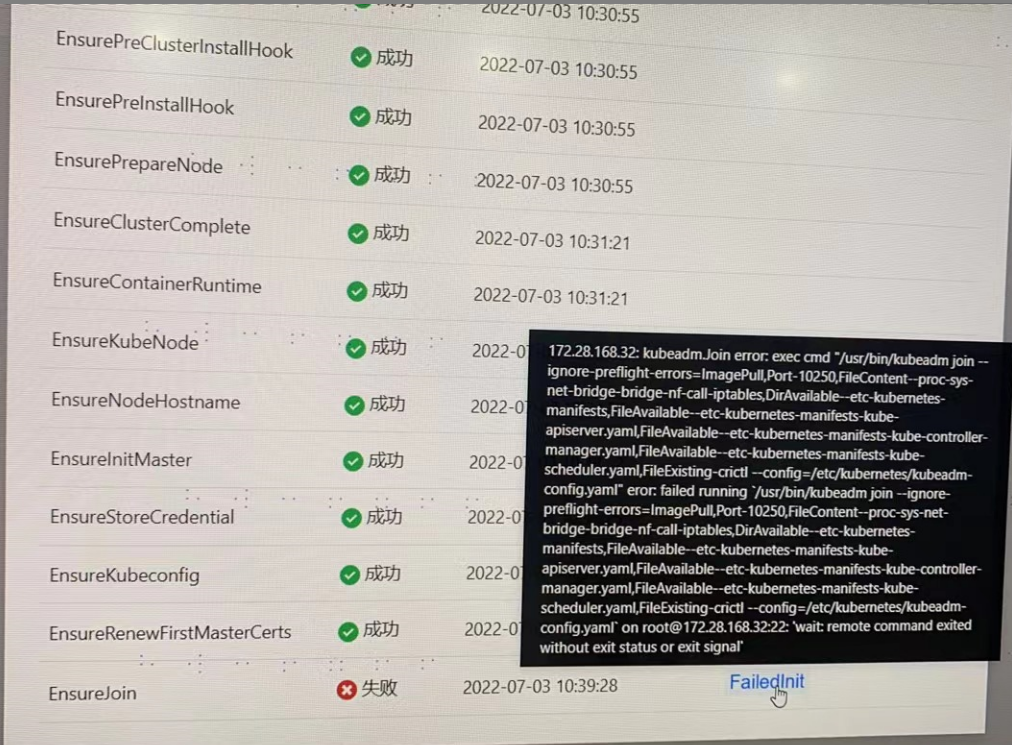 2022-07-03 10:30:55
EnsurePreClusterInstallHook 成功 2022-07-03 10:30:55
EnsurePreInstallHook 成功 2022-07-03 10:30:55
EnsurePrepareNode 成功 2022-07-03 10:30:55
EnsureClusterComplete 成功 2022-07-03 10:31:21
EnsureContainerRuntime 成功 2022-07-03 10:31:21
EnsureKubeNode 成功 2022-0
EnsureNodeHostname 成功 2022-0
EnsureInitMaster 成功 2022-0
EnsureStoreCredential 成功 2022-0
EnsureKubeconfig 成功 2022-0
EnsureRenewFirstMasterCerts 成功 2022-0
172.28.168.32: kubeadm.Join error: exec cmd "/usr/bin/kubeadm join --
ignore-preflight-errors=ImagePull,Port-10250,FileContent--proc-sys-
net-bridge-bridge-nf-call-iptables,DirAvailable--etc-kubernetes-
manifests,FileAvailable--etc-kubernetes-manifests-kube-
apiserver.yaml,FileAvailable--etc-kubernetes-manifests-kube-controller-
manager.yaml,FileAvailable--etc-kubernetes-manifests-kube-
scheduler.yaml,FileExisting-crictl --config=/etc/kubernetes/kubeadm-
config.yaml" eror: failed running `/usr/bin/kubeadm join --ignore-
preflight-errors=ImagePull,Port-10250,FileContent--proc-sys-net-
bridge-bridge-nf-call-iptables,DirAvailable--etc-kubernetes-
manifests,FileAvailable--etc-kubernetes-manifests-kube-
apiserver.yaml,FileAvailable--etc-kubernetes-manifests-kube-controller-
manager.yaml,FileAvailable--etc-kubernetes-manifests-kube-
scheduler.yaml,FileExisting-crictl --config=/etc/kubernetes/kubeadm-
config.yaml` on root@172.28.168.32:22: 'wait: remote command exited
without exit status or exit signal'
EnsureJoin 失败 2022-07-03 10:39:28 FailedInit